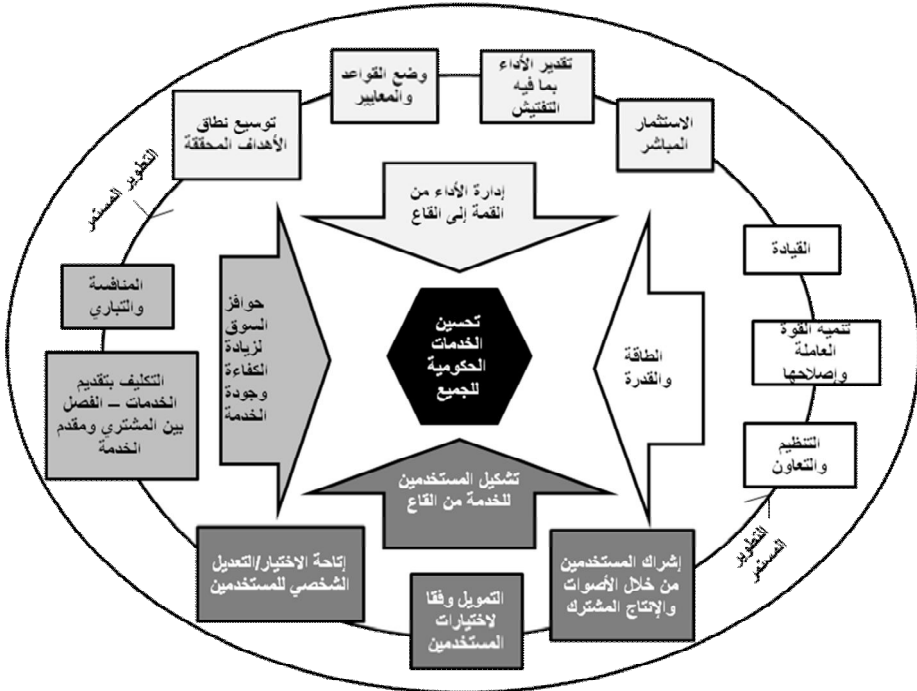 تقدير الأداء
بما فيه
التفتيش
وضع القواعد
والمعايير
الاستثمار
المباشر
توسيع نطاق
الأهداف المحققة
التطوير المستمر
إدارة الأداء من
القمة إلى القاع
القيادة
تنمية القوة
العاملة
وإصلاحها
التنظيم
والتعاون
الطاقة
والقدرة
تحسين
الخدمات
الحكومية
للجميع
حوافز
السوق
لزيادة
الكفاءة
وجودة
الخدمة
المنافسة
والتباري
التكليف بتقديم
الخدمات – الفصل
بين المشتري ومقدم
الخدمة
تشكيل المستخدمين
للخدمة من القاع
إشراك المستخدمين
من خلال الأصوات
والإنتاج المشترك
التمويل وفقا
لاختيارات
المستخدمين
إتاحة الاختيار/التعديل
الشخصي للمستخدمين
التطوير
المستمر